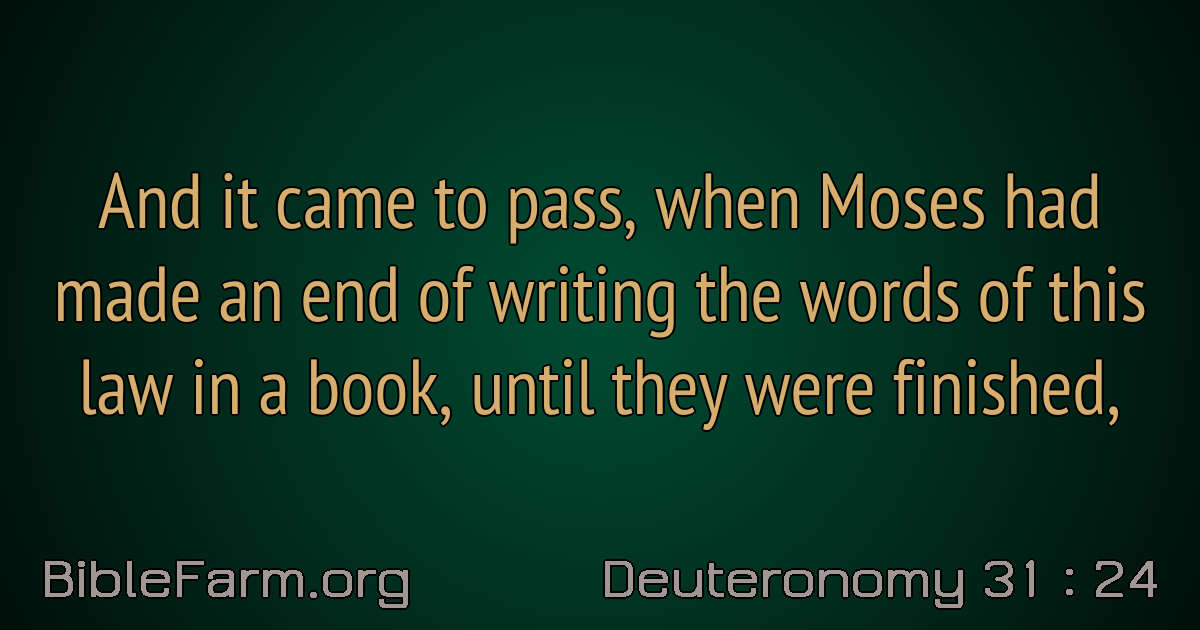 And it came to pass, when Moses had
made an end of writing the words of this
law in a book, until they were finished,
BibleFarm.org
Deuteronomy 31 : 24